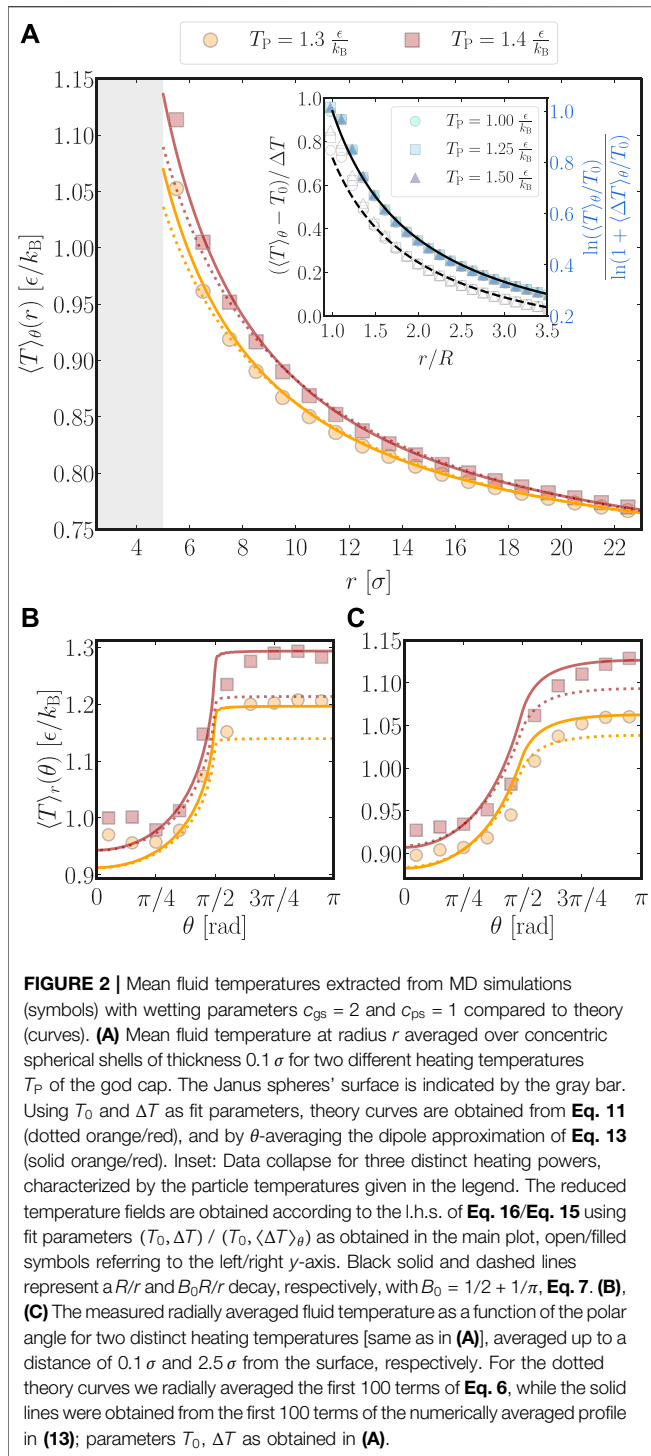 A
T_P = 1.3 ϵ/k_B T_P = 1.4 ϵ/k_B
1.15
1.10
1.05
1.00
0.95
0.90
0.85
0.80
0.75
⟨T⟩_θ(r) [ϵ/k_B]
4 6 8 10 12 14 16 18 20 22
r [σ]
1.0
0.8
0.6
0.4
0.2
0.0
(⟨T⟩_θ − T_0)/ ΔT
T_P = 1.00 ϵ/k_B
T_P = 1.25 ϵ/k_B
T_P = 1.50 ϵ/k_B
1.0
0.8
0.6
0.4
0.2
ln(⟨T⟩_θ/T_0)
ln(1 + ⟨ΔT⟩_θ/T_0)
1.0 1.5 2.0 2.5 3.0 3.5
r/R
B
1.3
1.2
1.1
1.0
0.9
⟨T⟩_r(θ) [ϵ/k_B]
0 π/4 π/2 3π/4 π
θ [rad]
C
1.15
1.10
1.05
1.00
0.95
0.90
0 π/4 π/2 3π/4 π
θ [rad]
FIGURE 2 | Mean fluid temperatures extracted from MD simulations
(symbols) with wetting parameters c_gs = 2 and c_ps = 1 compared to theory
(curves). (A) Mean fluid temperature at radius r averaged over concentric
spherical shells of thickness 0.1 σ for two different heating temperatures
T_P of the god cap. The Janus spheres' surface is indicated by the gray bar.
Using T_0 and ΔT as fit parameters, theory curves are obtained from Eq. 11
(dotted orange/red), and by θ-averaging the dipole approximation of Eq. 13
(solid orange/red). Inset: Data collapse for three distinct heating powers,
characterized by the particle temperatures given in the legend. The reduced
temperature fields are obtained according to the l.h.s. of Eq. 16/Eq. 15 using
fit parameters (T_0, ΔT) / (T_0, ⟨ΔT⟩_θ) as obtained in the main plot, open/filled
symbols referring to the left/right y-axis. Black solid and dashed lines
represent a R/r and B_0R/r decay, respectively, with B_0 = 1/2 + 1/π, Eq. 7. (B),
(C) The measured radially averaged fluid temperature as a function of the polar
angle for two distinct heating temperatures [same as in (A)], averaged up to a
distance of 0.1 σ and 2.5 σ from the surface, respectively. For the dotted
theory curves we radially averaged the first 100 terms of Eq. 6, while the solid
lines were obtained from the first 100 terms of the numerically averaged profile
in (13); parameters T_0, ΔT as obtained in (A).